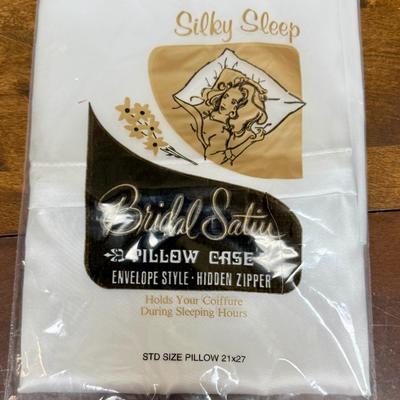 Silky Sleep
Bridal Satin
PILLOW CASE
ENVELOPE STYLE · HIDDEN ZIPPER
Holds Your Coiffure
During Sleeping Hours
STD SIZE PILLOW 21x27